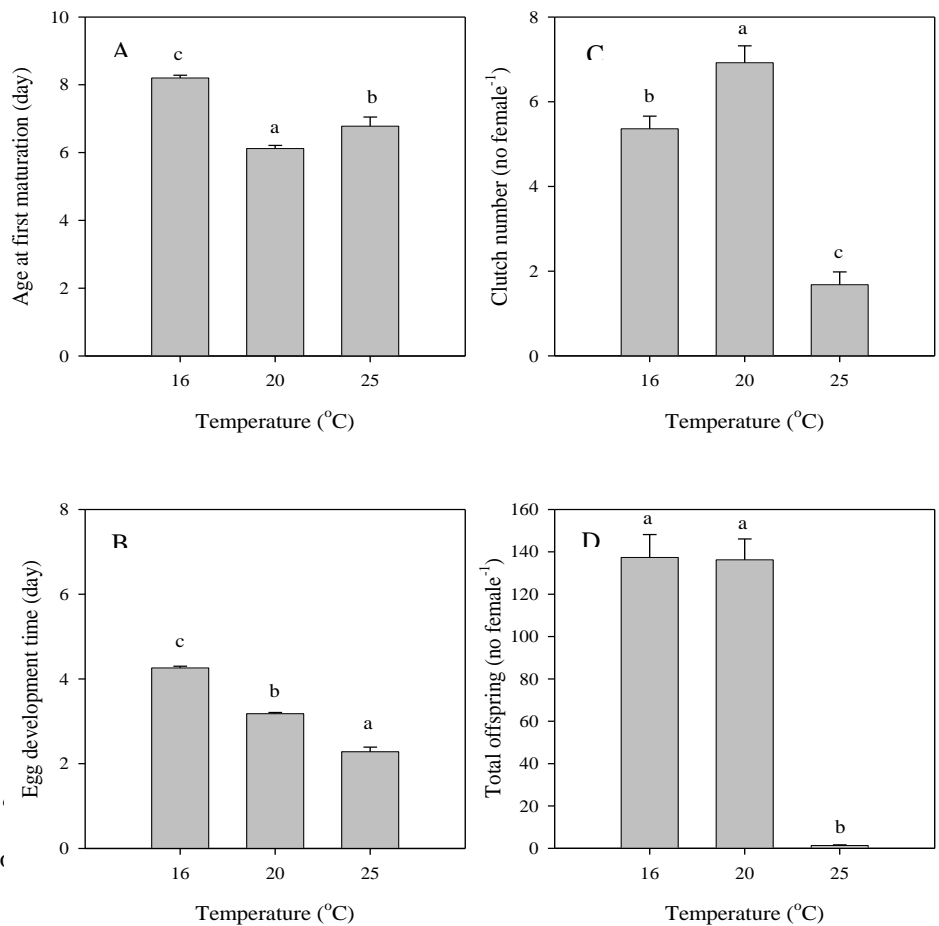 A
Age at first maturation (day)
10
8
6
4
2
0
c
a
b
16 20 25
Temperature (°C)
C
Clutch number (no female⁻¹)
8
6
4
2
0
b
a
c
16 20 25
Temperature (°C)
B
Egg development time (day)
8
6
4
2
0
c
b
a
16 20 25
Temperature (°C)
D
Total offspring (no female⁻¹)
160
140
120
100
80
60
40
20
0
a
a
b
16 20 25
Temperature (°C)